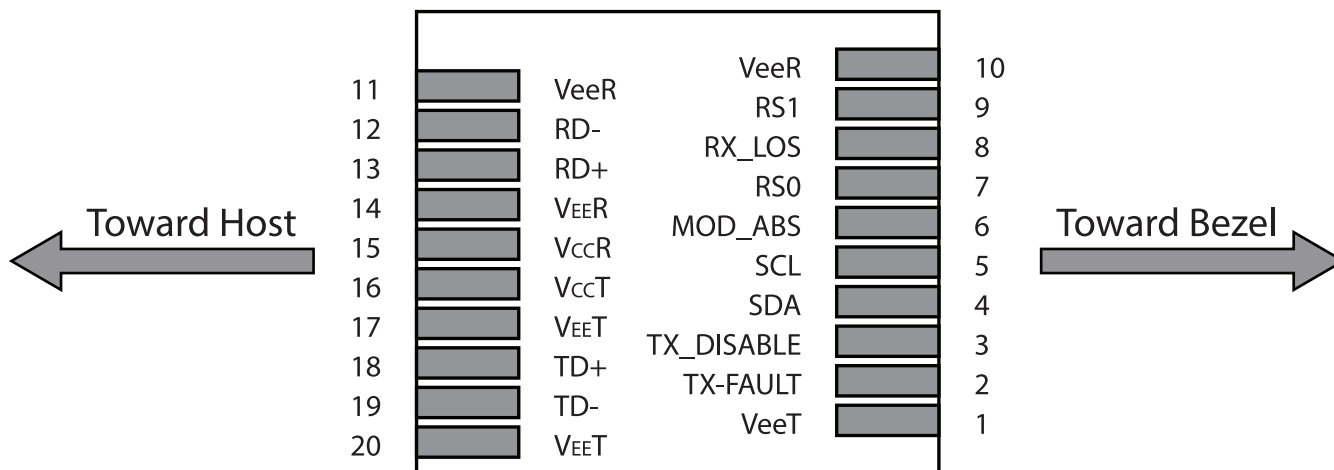 VeeR 10
11 VeeR
RS1 9
12 RD-
RX_LOS 8
13 RD+
RS0 7
14 VEER
MOD_ABS 6
Toward Host
Toward Bezel
15 VccR
SCL 5
16 VccT
SDA 4
17 VEET
TX_DISABLE 3
18 TD+
TX-FAULT 2
19 TD-
VeeT 1
20 VEET